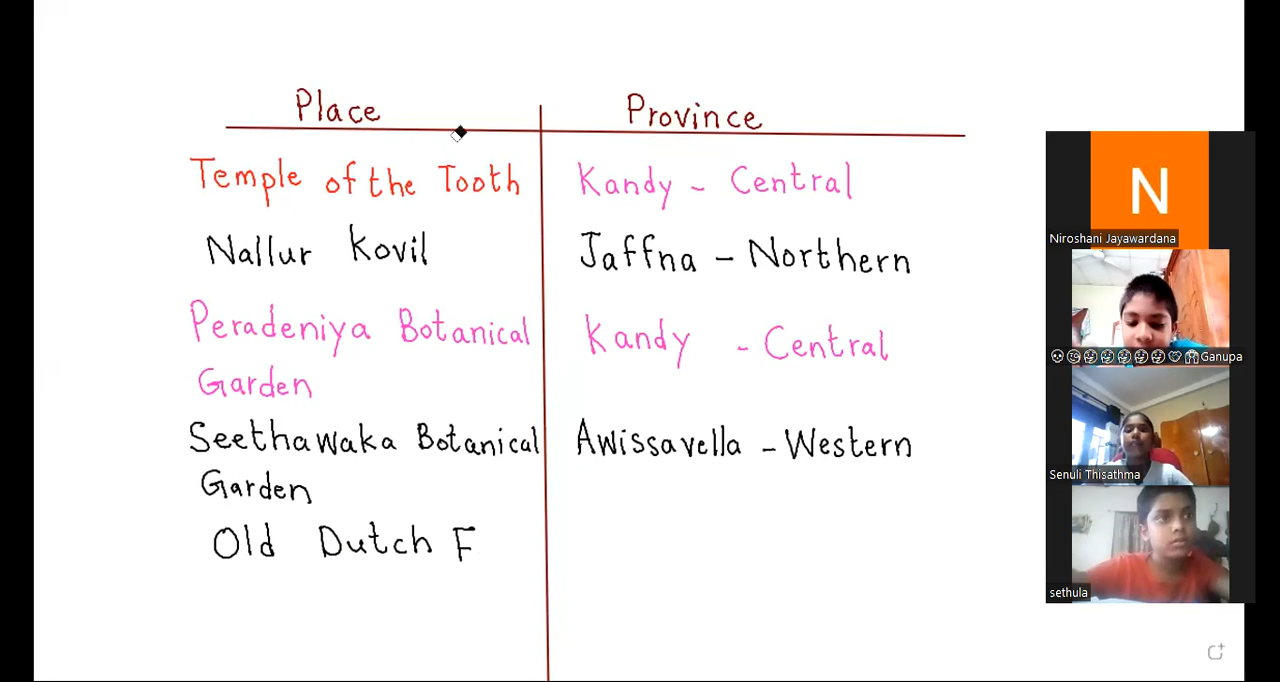 Place Province
Temple of the Tooth Kandy - Central
Nallur Kovil Jaffna - Northern
Peradeniya Botanical Kandy - Central
Garden
Seethawaka Botanical Awissavella - Western
Garden
Old Dutch F
N
Niroshani Jayawardana
Ganupa
Senuli Thisathma
sethula